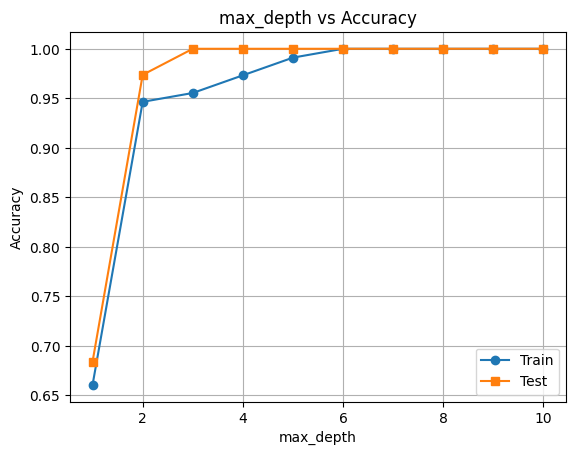 max_depth vs Accuracy
1.00
0.95
0.90
0.85
0.80
0.75
0.70
0.65
Accuracy
2
4
6
8
10
max_depth
Train
Test